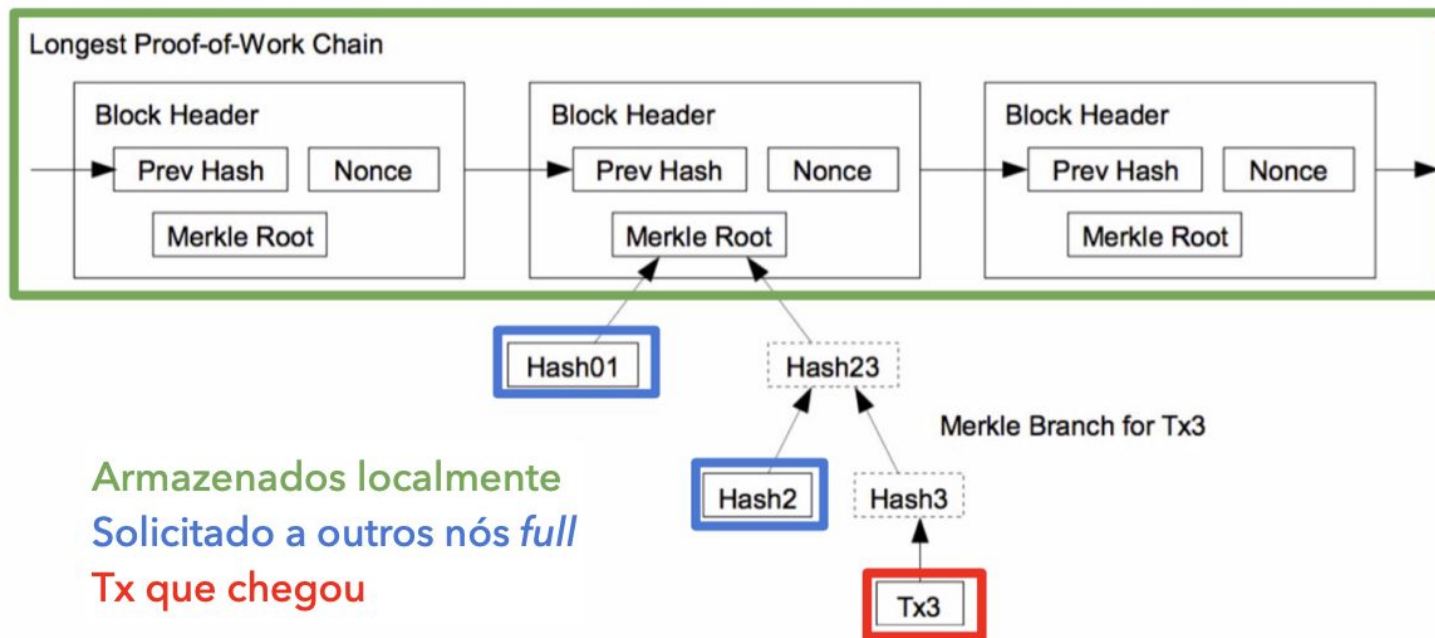 Longest Proof-of-Work Chain
Block Header
Prev Hash
Nonce
Merkle Root
Block Header
Prev Hash
Nonce
Merkle Root
Block Header
Prev Hash
Nonce
Merkle Root
Hash01
Hash23
Merkle Branch for Tx3
Hash2
Hash3
Tx3
Armazenados localmente
Solicitado a outros nós full
Tx que chegou